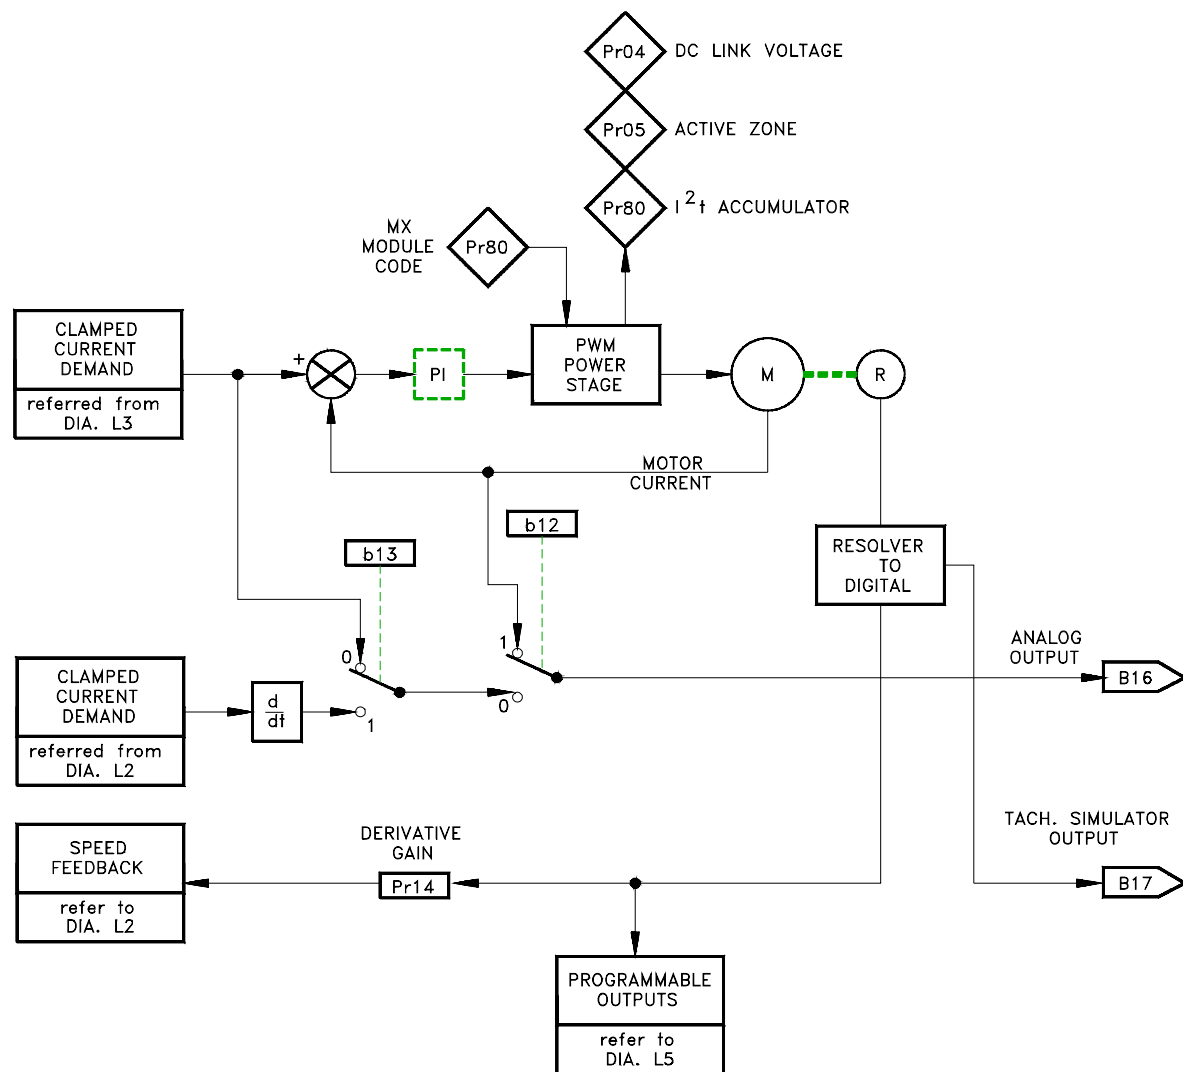 Pr04
DC LINK VOLTAGE
Pr05
ACTIVE ZONE
Pr80
I2t ACCUMULATOR
MX
MODULE
CODE
Pr80
CLAMPED
CURRENT
DEMAND
referred from
DIA. L3
+
PI
PWM
POWER
STAGE
M
R
MOTOR
CURRENT
b12
b13
RESOLVER
TO
DIGITAL
0
1
1
0
ANALOG
OUTPUT
B16
CLAMPED
CURRENT
DEMAND
referred from
DIA. L2
d
dt
TACH. SIMULATOR
OUTPUT
B17
SPEED
FEEDBACK
refer to
DIA. L2
DERIVATIVE
GAIN
Pr14
PROGRAMMABLE
OUTPUTS
refer to
DIA. L5